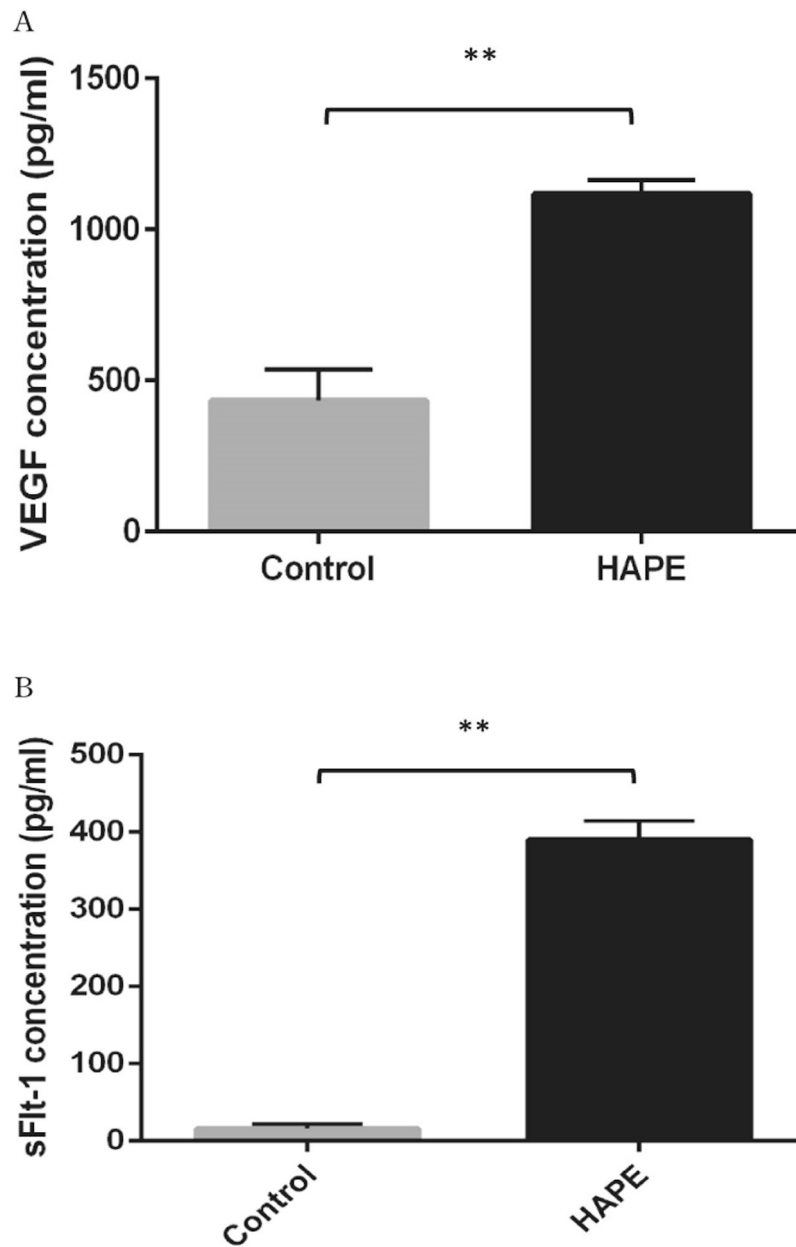 A
**
VEGF concentration (pg/ml)
1500
1000
500
0
Control
HAPE
B
**
sFlt-1 concentration (pg/ml)
500
400
300
200
100
0
Control
HAPE